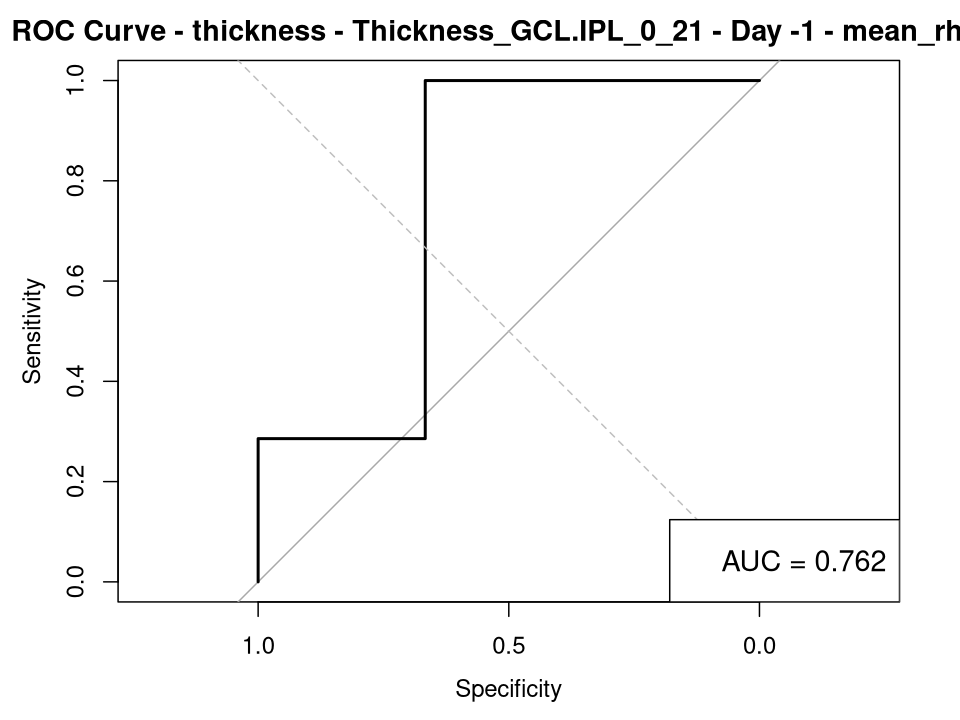 ROC Curve - thickness - Thickness_GCL.IPL_0_21 - Day -1 - mean_rh
1.0
0.8
0.6
0.4
0.2
0.0
Sensitivity
AUC = 0.762
1.0 0.5 0.0
Specificity